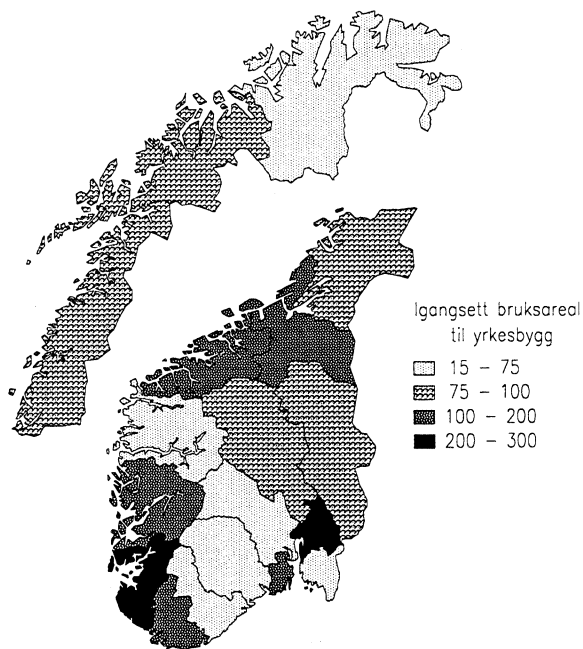 Igangsett bruksareal
til yrkesbygg
15 – 75
75 – 100
100 – 200
200 – 300